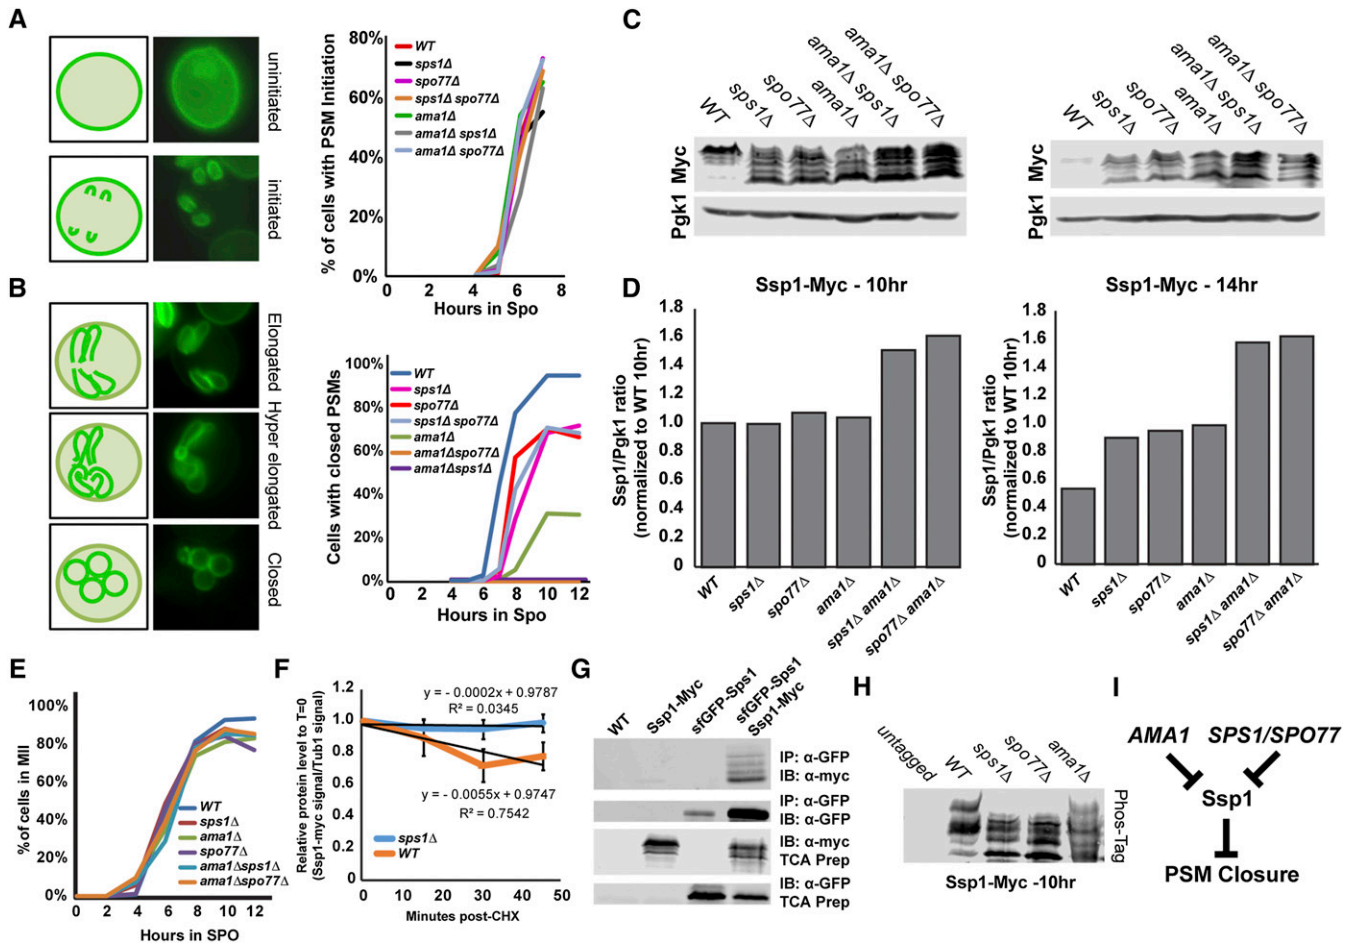 A
uninitiated
initiated
% of cells with PSM Initiation
80%
60%
40%
20%
0%
WT
sps1Δ
spo77Δ
sps1Δ spo77Δ
ama1Δ
ama1Δ sps1Δ
ama1Δ spo77Δ
0 2 4 6 8
Hours in Spo
B
Elongated
Hyper elongated
Closed
Cells with closed PSMs
100%
80%
60%
40%
20%
0%
WT
sps1Δ
spo77Δ
sps1Δ spo77Δ
ama1Δ
ama1Δspo77Δ
ama1Δsps1Δ
0 2 4 6 8 10 12
Hours in Spo
C
WT
sps1Δ
spo77Δ
ama1Δ
ama1Δ sps1Δ
ama1Δ spo77Δ
Myc
Pgk1
Ssp1-Myc - 10hr
WT
sps1Δ
spo77Δ
ama1Δ
ama1Δ sps1Δ
ama1Δ spo77Δ
Myc
Pgk1
Ssp1-Myc - 14hr
D
Ssp1/Pgk1 ratio
(normalized to WT 10hr)
1.8
1.6
1.4
1.2
1.0
0.8
0.6
0.4
0.2
0
WT
sps1Δ
spo77Δ
ama1Δ
sps1Δ ama1Δ
spo77Δ ama1Δ
Ssp1/Pgk1 ratio
(normalized to WT 10hr)
1.8
1.6
1.4
1.2
1.0
0.8
0.6
0.4
0.2
0
WT
sps1Δ
spo77Δ
ama1Δ
sps1Δ ama1Δ
spo77Δ ama1Δ
E
% of cells in MII
100%
80%
60%
40%
20%
0%
WT
sps1Δ
ama1Δ
spo77Δ
ama1Δsps1Δ
ama1Δspo77Δ
0 2 4 6 8 10 12
Hours in SPO
F
Relative protein level to T=0
(Ssp1-myc signal/Tub1 signal)
1.2
1.0
0.8
0.6
0.4
0.2
0
y = - 0.0002x + 0.9787
R² = 0.0345
y = - 0.0055x + 0.9747
R² = 0.7542
sps1Δ
WT
0 10 20 30 40 50
Minutes post-CHX
G
WT
Ssp1-Myc
sfGFP-Sps1
sfGFP-Sps1
Ssp1-Myc
IP: α-GFP
IB: α-myc
IP: α-GFP
IB: α-GFP
IB: α-myc
TCA Prep
IB: α-GFP
TCA Prep
H
untagged
WT
sps1Δ
spo77Δ
ama1Δ
Phos-Tag
Ssp1-Myc -10hr
I
AMA1 SPS1/SPO77
Ssp1
PSM Closure